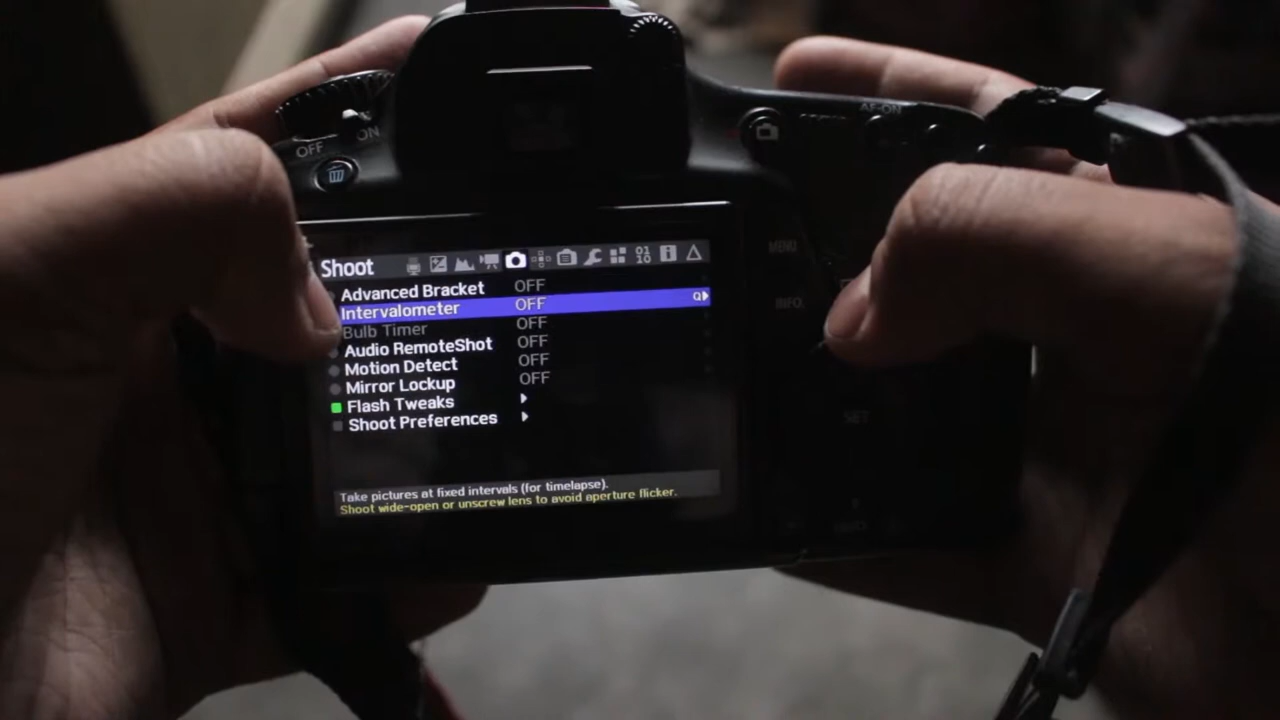 AF-ON
ON
OFF
MENU
INFO.
Shoot
01
10
Advanced Bracket OFF
Intervalometer OFF Q
Bulb Timer OFF
Audio RemoteShot OFF
Motion Detect OFF
Mirror Lockup OFF
Flash Tweaks
Shoot Preferences
SET
Take pictures at fixed intervals (for timelapse).
Shoot wide-open or unscrew lens to avoid aperture flicker.